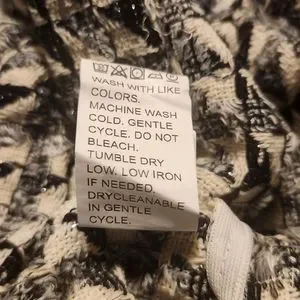 WASH WITH LIKE
COLORS.
MACHINE WASH
COLD. GENTLE
CYCLE. DO NOT
BLEACH.
TUMBLE DRY
LOW. LOW IRON
IF NEEDED.
DRYCLEANABLE
IN GENTLE
CYCLE.